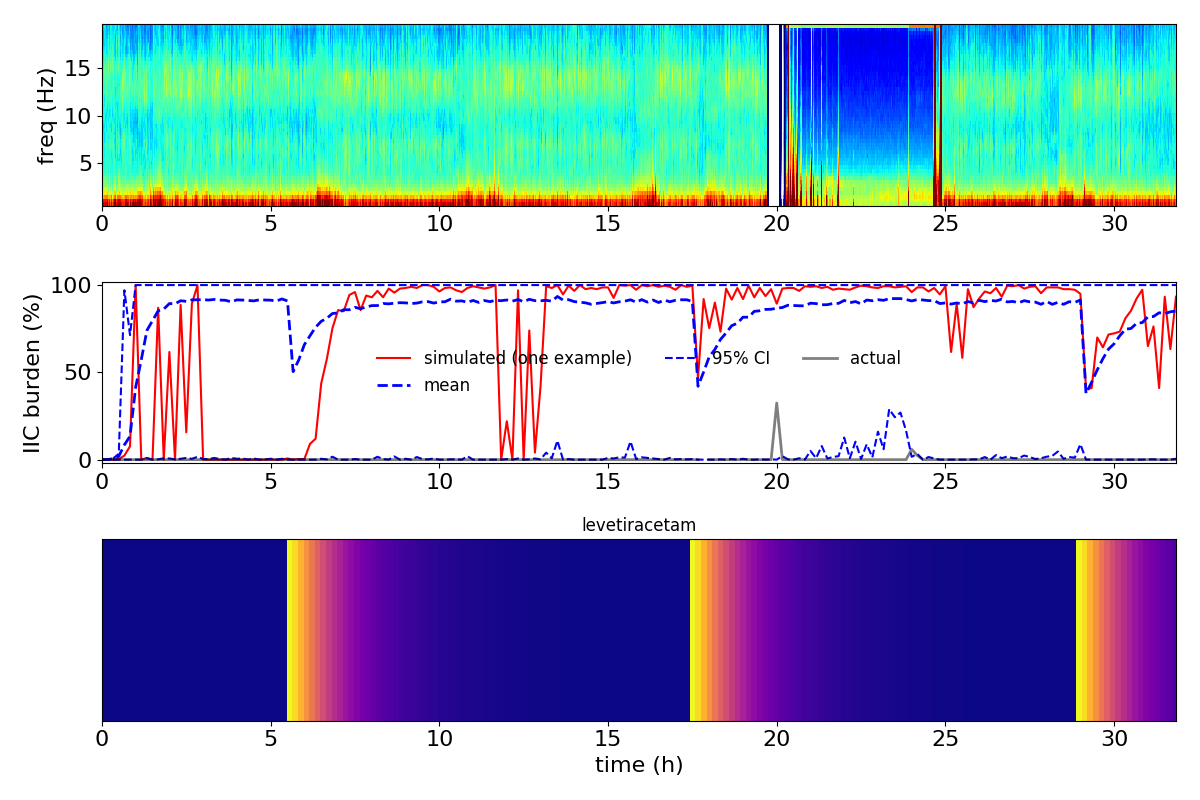 freq (Hz)
15
10
5
0 5 10 15 20 25 30
IIC burden (%)
100
50
0
simulated (one example) 95% CI actual
mean
0 5 10 15 20 25 30
levetiracetam
0 5 10 15 20 25 30
time (h)